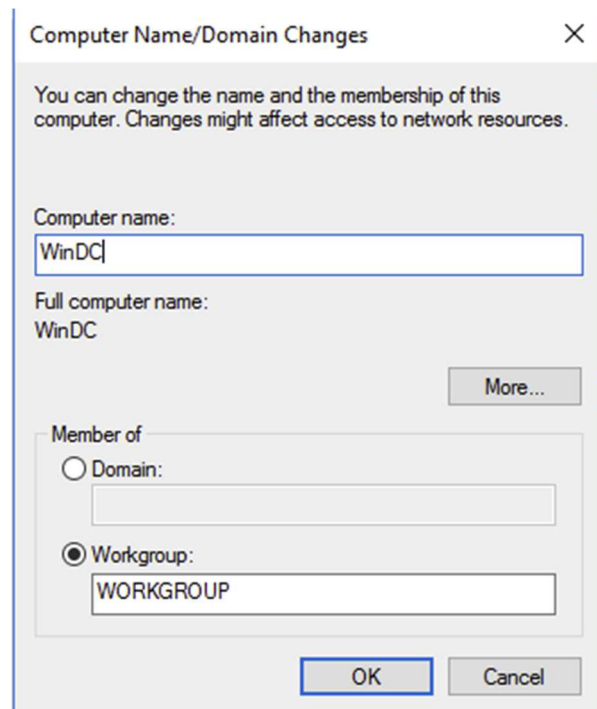 Computer Name/Domain Changes
You can change the name and the membership of this
computer. Changes might affect access to network resources.
Computer name:
WinDC
Full computer name:
WinDC
More...
Member of
Domain:
Workgroup:
WORKGROUP
OK
Cancel